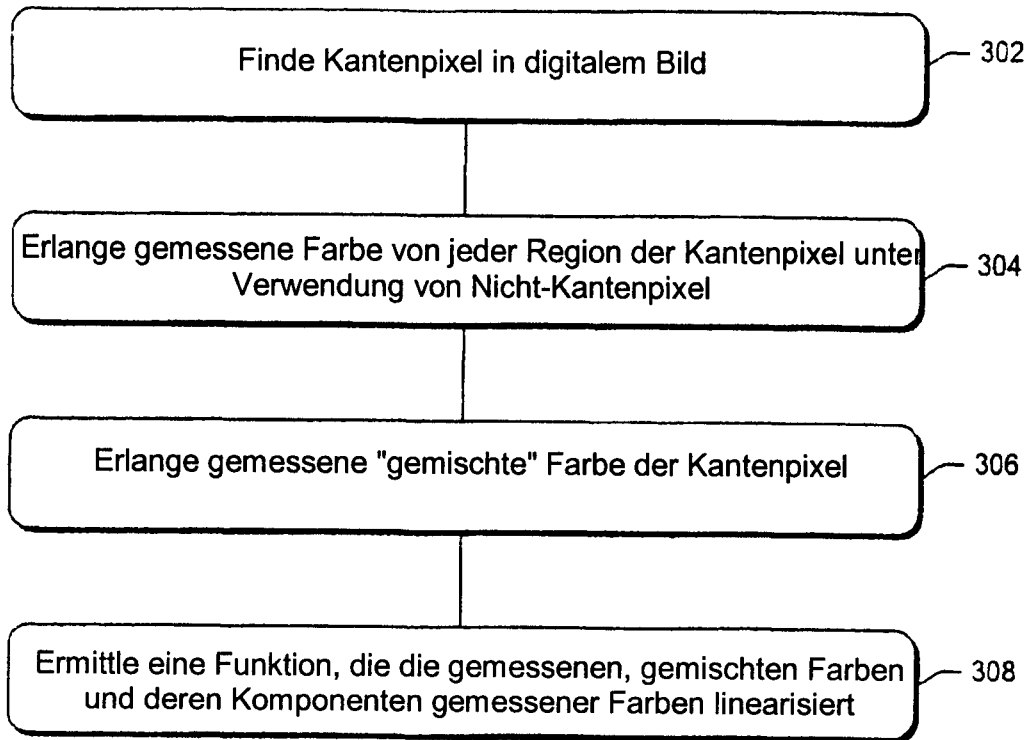 Finde Kantenpixel in digitalem Bild
302
Erlange gemessene Farbe von jeder Region der Kantenpixel unter
Verwendung von Nicht-Kantenpixel
304
Erlange gemessene "gemischte" Farbe der Kantenpixel
306
Ermittle eine Funktion, die die gemessenen, gemischten Farben
und deren Komponenten gemessener Farben linearisiert
308